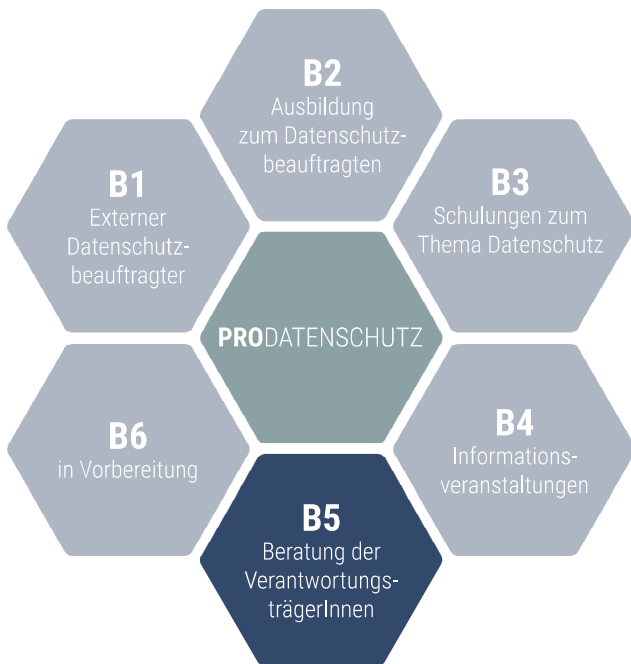 B2
Ausbildung
zum Datenschutz-
beauftragten
B1
Externer
Datenschutz-
beauftragter
B3
Schulungen zum
Thema Datenschutz
PRODATENSCHUTZ
B6
in Vorbereitung
B4
Informations-
veranstaltungen
B5
Beratung der
Verantwortungs-
trägerInnen